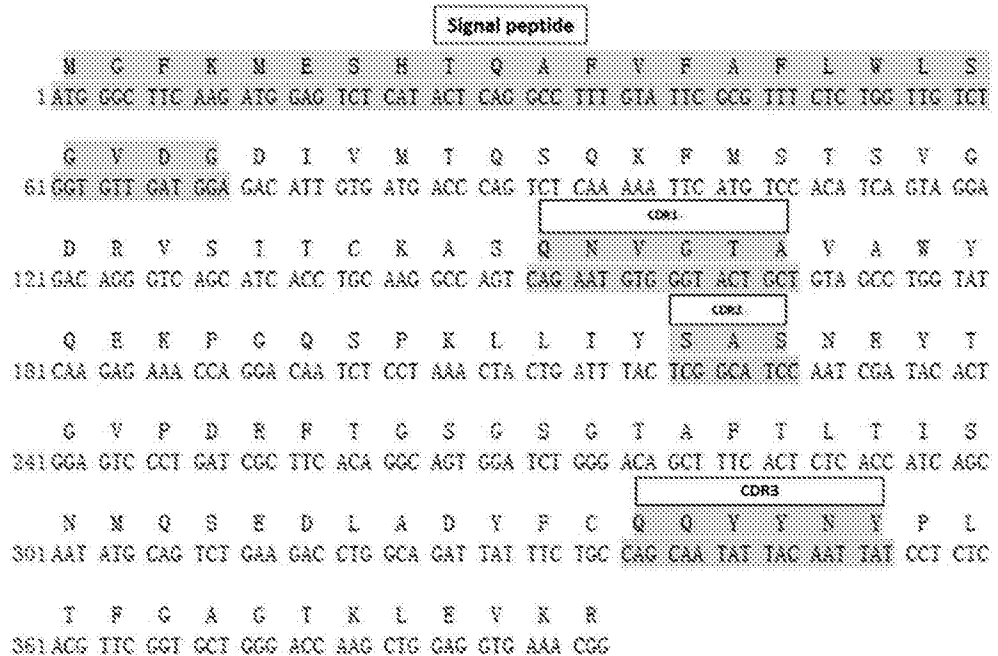 Signal peptide
M G F K M E S H T Q A F V F A F L W L S
1 ATG GGC TTC AAG ATG GAG TCT CAT ACT CAG GCC TTT GTA TTC GCG TTT CTC TGG TTG TCT
G V D G D I V M T Q S Q K F M S T S V G
61 GGT GTT GAT GGA GAC ATT GTG ATG ACC CAG TCT CAA AAA TTC ATG TCC ACA TCA GTA GGA
CDR1
D R V S I T C K A S Q N V G T A V A W Y
121 GAC AGG GTC AGC ATC ACC TGC AAG GCC AGT CAG AAT GTG GGT ACT GCT GTA GCC TGG TAT
CDR2
Q E K P G Q S P K L L I Y S A S N R Y T
181 CAA GAG AAA CCA GGA CAA TCT CCT AAA CTA CTG ATT TAC TCG GCA TCC AAT CGA TAC ACT
G V P D R F T G S G S G T A F T L T I S
241 GGA GTC CCT GAT CGC TTC ACA GGC AGT GGA TCT GGG ACA GCT TTC ACT CTC ACC ATC AGC
CDR3
N M Q S E D L A D Y F C Q Q Y Y N Y P L
301 AAT ATG CAG TCT GAA GAC CTG GCA GAT TAT TTC TGC CAG CAA TAT TAC AAT TAT CCT CTC
T F G A G T K L E V K R
361 ACG TTC GGT GCT GGG ACC AAG CTG GAG GTG AAA CGG